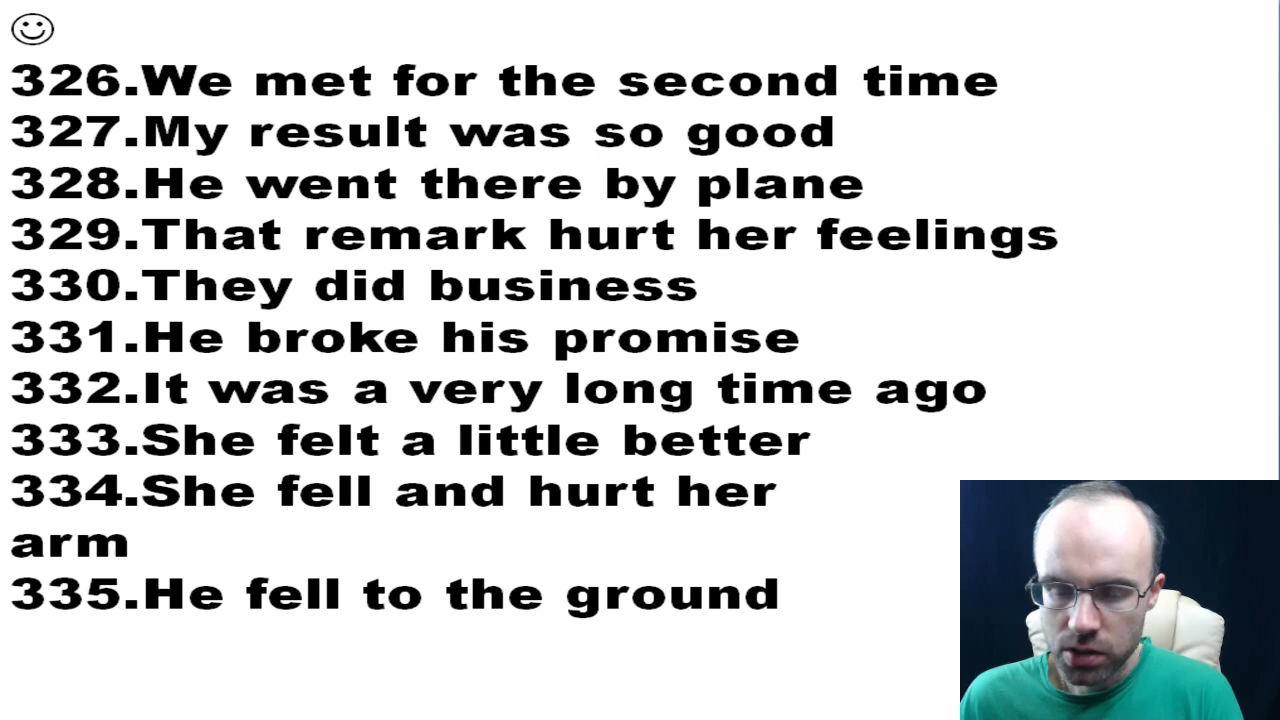 326.We met for the second time
327.My result was so good
328.He went there by plane
329.That remark hurt her feelings
330.They did business
331.He broke his promise
332.It was a very long time ago
333.She felt a little better
334.She fell and hurt her
arm
335.He fell to the ground